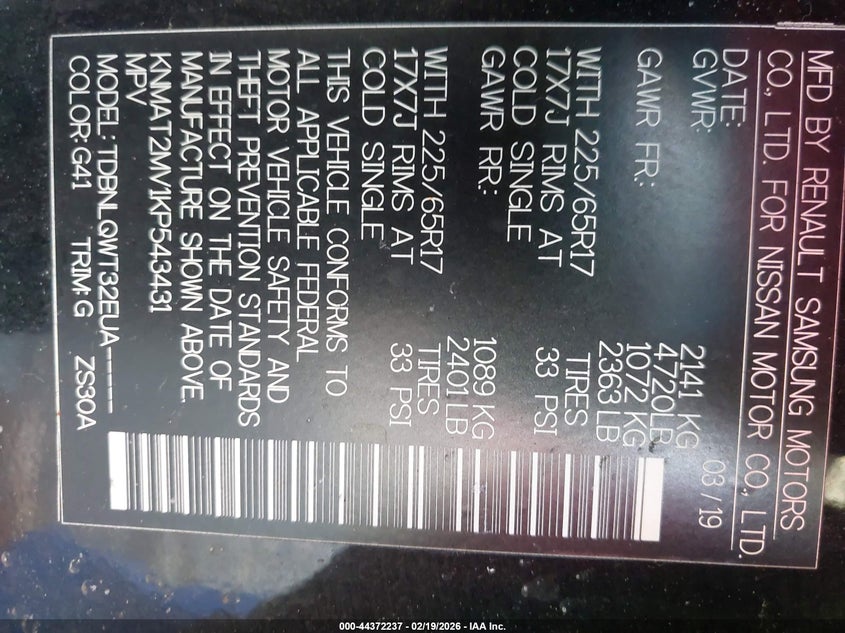 MFD BY RENAULT SAMSUNG MOTORS
CO., LTD. FOR NISSAN MOTOR CO., LTD.
DATE: 03 / 19
GVWR: 2141 KG
4720LB
GAWR FR: 1072 KG
2363 LB
WITH 225/65R17 TIRES
17X7J RIMS AT 33 PSI
COLD SINGLE
GAWR RR: 1089 KG
2401 LB
WITH 225/65R17 TIRES
17X7J RIMS AT 33 PSI
COLD SINGLE
THIS VEHICLE CONFORMS TO
ALL APPLICABLE FEDERAL
MOTOR VEHICLE SAFETY AND
THEFT PREVENTION STANDARDS
IN EFFECT ON THE DATE OF
MANUFACTURE SHOWN ABOVE.
KNMAT2MV1KP543431
MPV
MODEL: TDBNLQWT32EUA-----
COLOR: G41 TRIM: G ZS30A
000-44372237 - 02/19/2026 - IAA Inc.